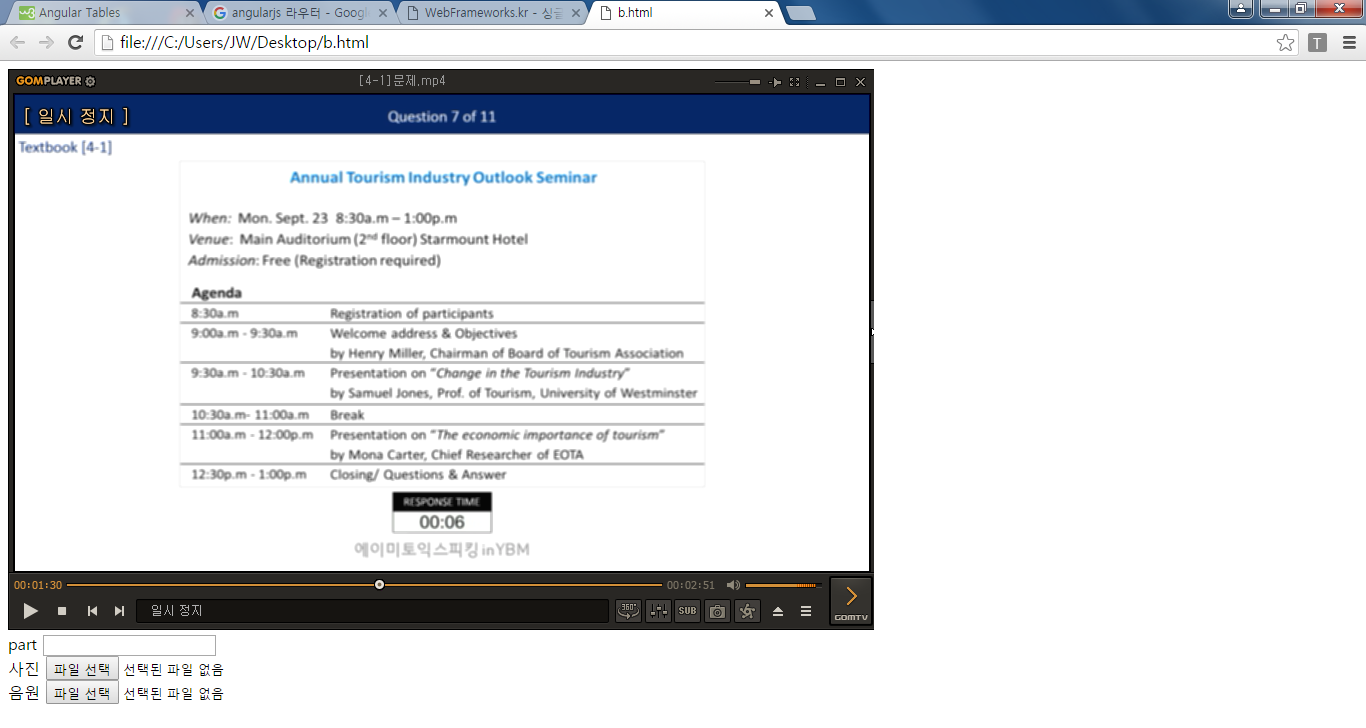 Angular Tables
angularjs 라우터 - Googl
WebFrameworks.kr - 싱글
b.html
file:///C:/Users/JW/Desktop/b.html
T
GOMPLAYER
[4-1]문제.mp4
[ 일시 정지 ]
Question 7 of 11
Textbook [4-1]
Annual Tourism Industry Outlook Seminar
When: Mon. Sept. 23 8:30a.m – 1:00p.m
Venue: Main Auditorium (2nd floor) Starmount Hotel
Admission: Free (Registration required)
Agenda
8:30a.m Registration of participants
9:00a.m - 9:30a.m Welcome address & Objectives
by Henry Miller, Chairman of Board of Tourism Association
9:30a.m - 10:30a.m Presentation on "Change in the Tourism Industry"
by Samuel Jones, Prof. of Tourism, University of Westminster
10:30a.m- 11:00a.m Break
11:00a.m - 12:00p.m Presentation on "The economic importance of tourism"
by Mona Carter, Chief Researcher of EOTA
12:30p.m - 1:00p.m Closing/ Questions & Answer
RESPONSE TIME
00:06
에이미토익스피킹 in YBM
00:01:30
00:02:51
일시 정지
360°
SUB
GOMTV
part
사진 파일 선택 선택된 파일 없음
음원 파일 선택 선택된 파일 없음